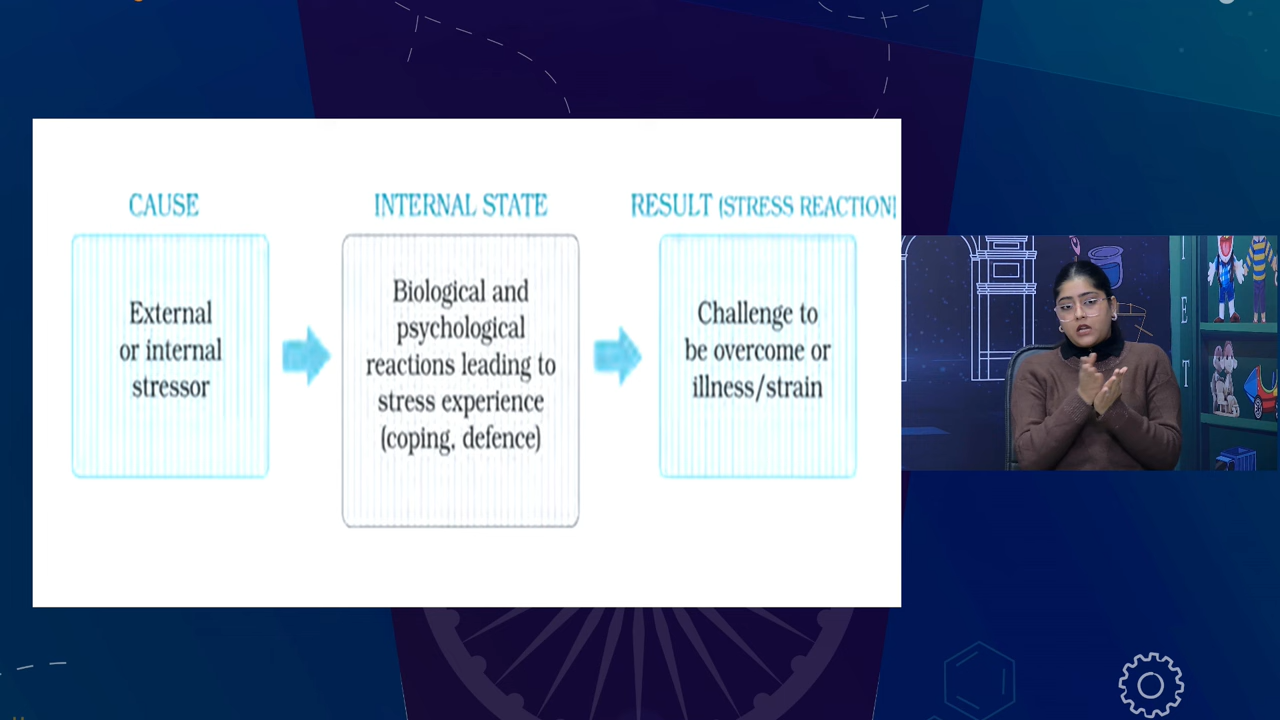 CAUSE
INTERNAL STATE
RESULT (STRESS REACTION)
External
or internal
stressor
Biological and
psychological
reactions leading to
stress experience
(coping, defence)
Challenge to
be overcome or
illness/strain
I
E
T